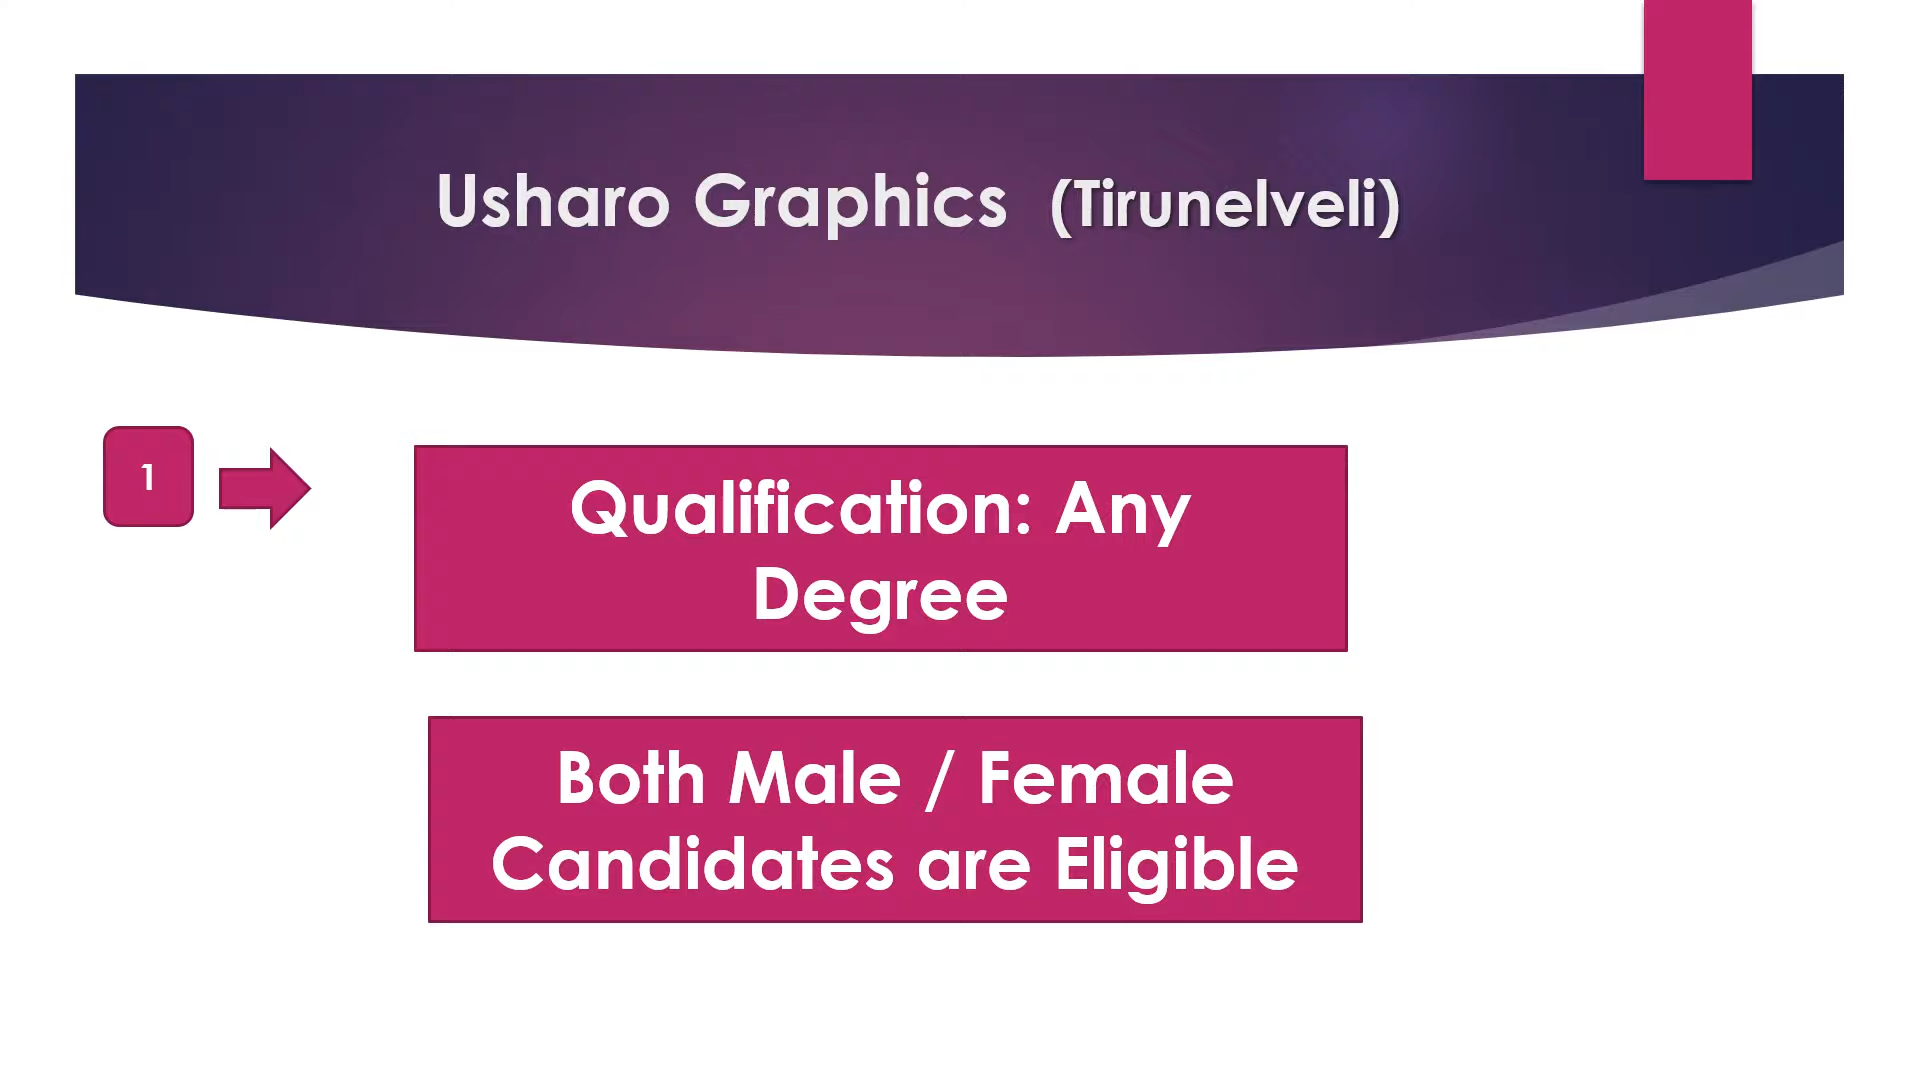 Usharo Graphics (Tirunelveli)
1
Qualification: Any
Degree
Both Male / Female
Candidates are Eligible